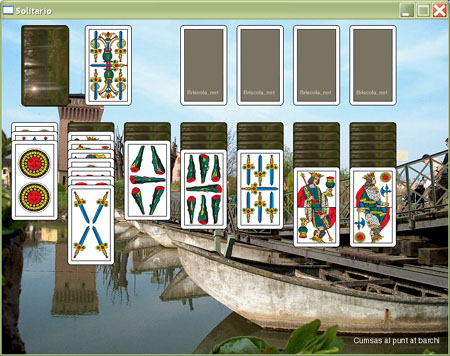 Solitario
Briscola.net
Briscola.net
Briscola.net
Briscola.net
Cumsas al punt at barchi